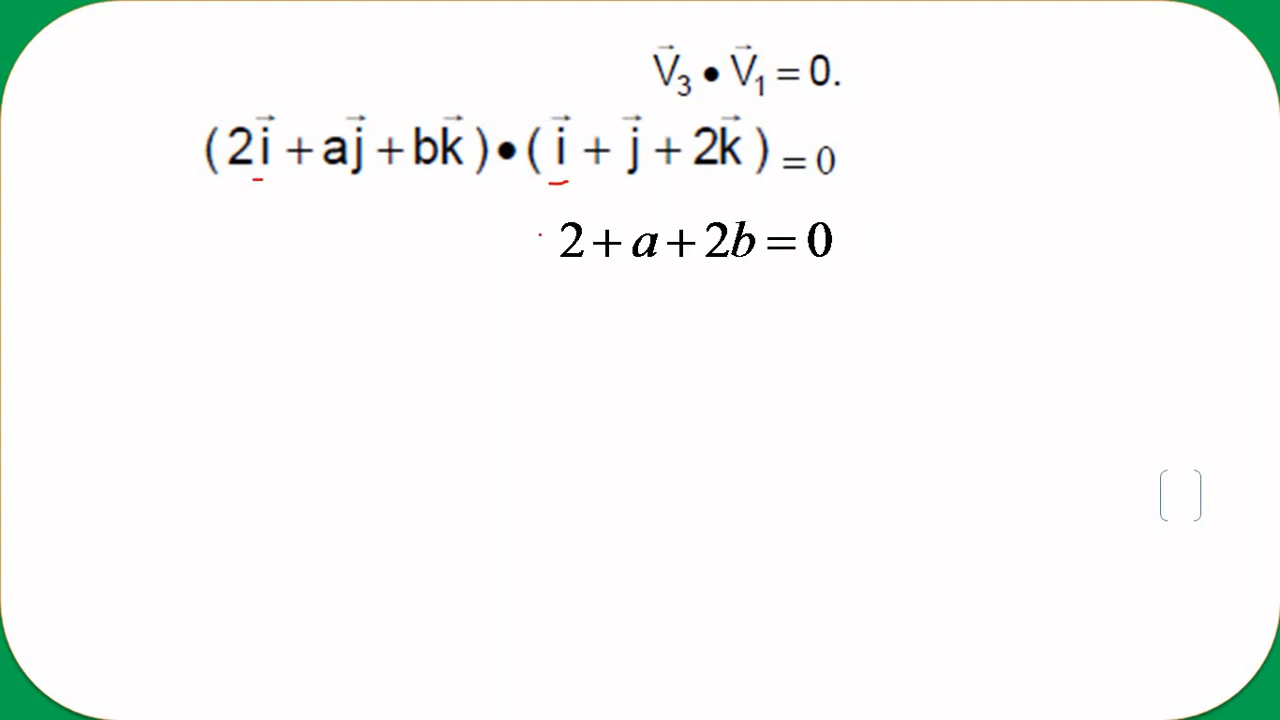 V⃗₃ • V⃗₁ = 0.
(2i⃗ + aj⃗ + bk⃗) • (i⃗ + j⃗ + 2k⃗) = 0
2 + a + 2b = 0